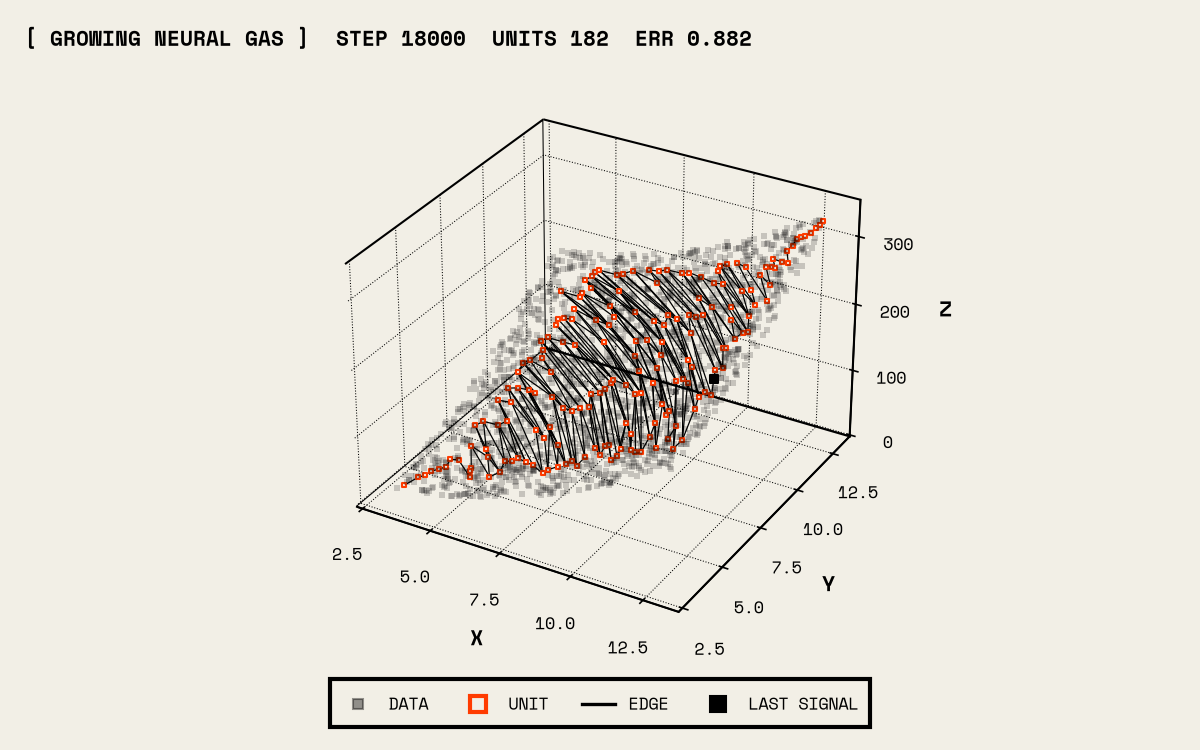 [ GROWING NEURAL GAS ]  STEP 18000  UNITS 182  ERR 0.882
300
200
100
0
Z
2.5
5.0
7.5
10.0
12.5
X
2.5
5.0
7.5
10.0
12.5
Y
DATA  UNIT  EDGE  LAST SIGNAL